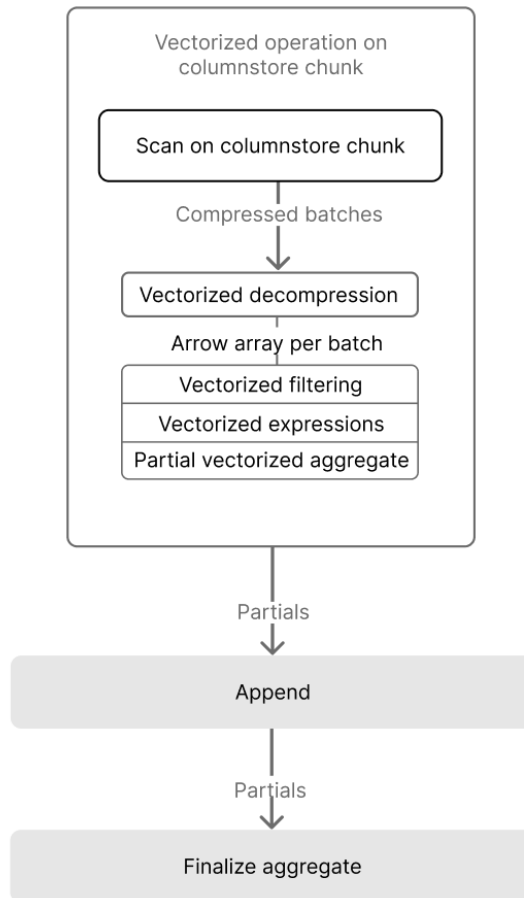 Vectorized operation on
columnstore chunk
Scan on columnstore chunk
Compressed batches
Vectorized decompression
Arrow array per batch
Vectorized filtering
Vectorized expressions
Partial vectorized aggregate
Partials
Append
Partials
Finalize aggregate